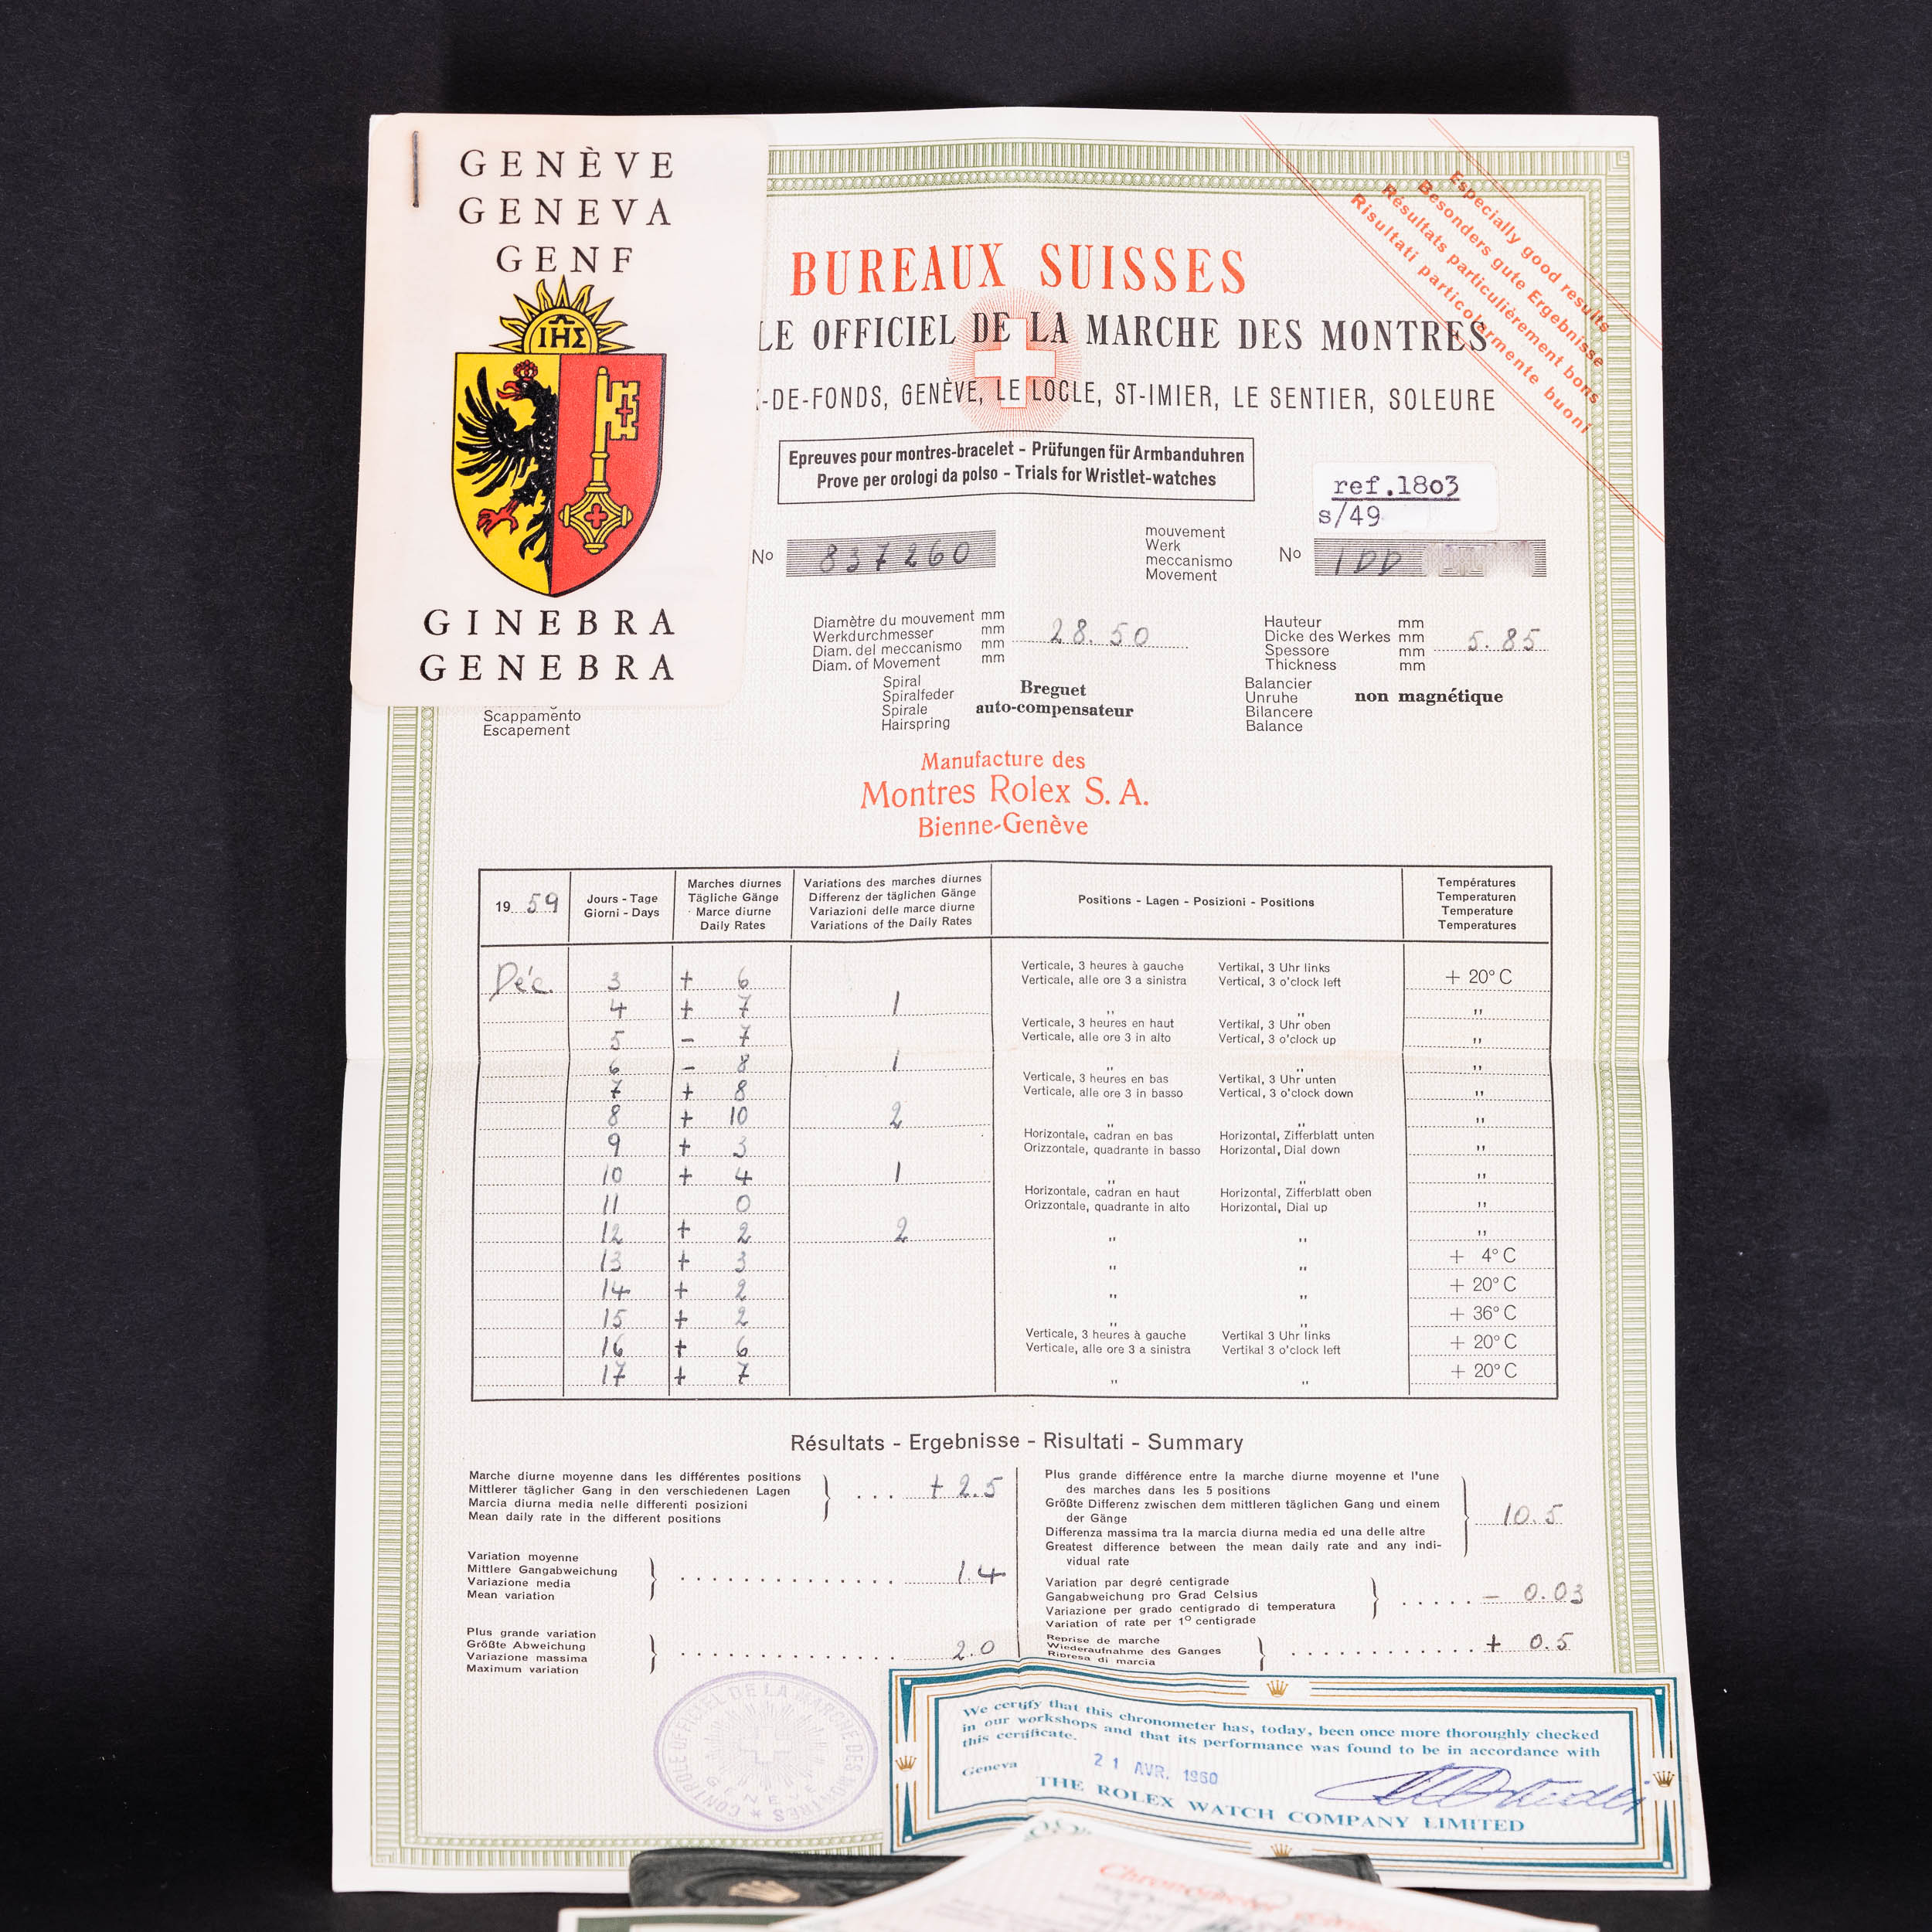 GENÈVE
GENEVA
GENF
IHΣ
GINEBRA
GENEBRA
Especially good results
Besonders gute Ergebnisse
Résultats particulièrement bons
Risultati particolarmente buoni
BUREAUX SUISSES
LE OFFICIEL DE LA MARCHE DES MONTRES
-DE-FONDS, GENÈVE, LE LOCLE, ST-IMIER, LE SENTIER, SOLEURE
Epreuves pour montres-bracelet - Prüfungen für Armbanduhren
Prove per orologi da polso - Trials for Wristlet-watches
ref.1803
s/49
No 837260
mouvement
Werk
meccanismo
Movement
No 1DD
Diamètre du mouvement mm
Werkdurchmesser mm
Diam. del meccanismo mm
Diam. of Movement mm
28.50
Hauteur mm
Dicke des Werkes mm
Spessore mm
Thickness mm
5.85
Scappamento
Escapement
Spiral
Spiralfeder
Spirale
Hairspring
Breguet
auto-compensateur
Balancier
Unruhe
Bilancere
Balance
non magnétique
Manufacture des
Montres Rolex S. A.
Bienne-Genève
19 59
Jours - Tage
Giorni - Days
Marches diurnes
Tägliche Gänge
Marce diurne
Daily Rates
Variations des marches diurnes
Differenz der täglichen Gänge
Variazioni delle marce diurne
Variations of the Daily Rates
Positions - Lagen - Posizioni - Positions
Températures
Temperaturen
Temperature
Temperatures
Déc. 3 + 6 Verticale, 3 heures à gauche Vertikal, 3 Uhr links + 20° C
Verticale, alle ore 3 a sinistra Vertical, 3 o'clock left
4 + 7 1 " " "
5 - 7 Verticale, 3 heures en haut Vertikal, 3 Uhr oben "
Verticale, alle ore 3 in alto Vertical, 3 o'clock up
6 - 8 1 " " "
7 + 8 Verticale, 3 heures en bas Vertikal, 3 Uhr unten "
Verticale, alle ore 3 in basso Vertical, 3 o'clock down
8 + 10 2 " " "
9 + 3 Horizontale, cadran en bas Horizontal, Zifferblatt unten "
Orizzontale, quadrante in basso Horizontal, Dial down
10 + 4 1 " " "
11 0 Horizontale, cadran en haut Horizontal, Zifferblatt oben "
Orizzontale, quadrante in alto Horizontal, Dial up
12 + 2 2 " " "
13 + 3 " " + 4° C
14 + 2 " " + 20° C
15 + 2 " " + 36° C
16 + 6 Verticale, 3 heures à gauche Vertikal 3 Uhr links + 20° C
Verticale, alle ore 3 a sinistra Vertikal 3 o'clock left
17 + 7 " " + 20° C
Résultats - Ergebnisse - Risultati - Summary
Marche diurne moyenne dans les différentes positions
Mittlerer täglicher Gang in den verschiedenen Lagen
Marcia diurna media nelle differenti posizioni
Mean daily rate in the different positions
+ 2.5
Variation moyenne
Mittlere Gangabweichung
Variazione media
Mean variation
1.4
Plus grande variation
Größte Abweichung
Variazione massima
Maximum variation
2.0
Plus grande différence entre la marche diurne moyenne et l'une
des marches dans les 5 positions
Größte Differenz zwischen dem mittleren täglichen Gang und einem
der Gänge
Differenza massima tra la marcia diurna media ed una delle altre
Greatest difference between the mean daily rate and any indi-
vidual rate
10.5
Variation par degré centigrade
Gangabweichung pro Grad Celsius
Variazione per grado centigrado di temperatura
Variation of rate per 1° centigrade
- 0.03
Reprise de marche
Wiederaufnahme des Ganges
Ripresa di marcia
+ 0.5
CONTROLE OFFICIEL DE LA MARCHE DES MONTRES
We certify that this chronometer has, today, been once more thoroughly checked
in our workshops and that its performance was found to be in accordance with
this certificate.
Geneva 21 AVR. 1960
THE ROLEX WATCH COMPANY LIMITED